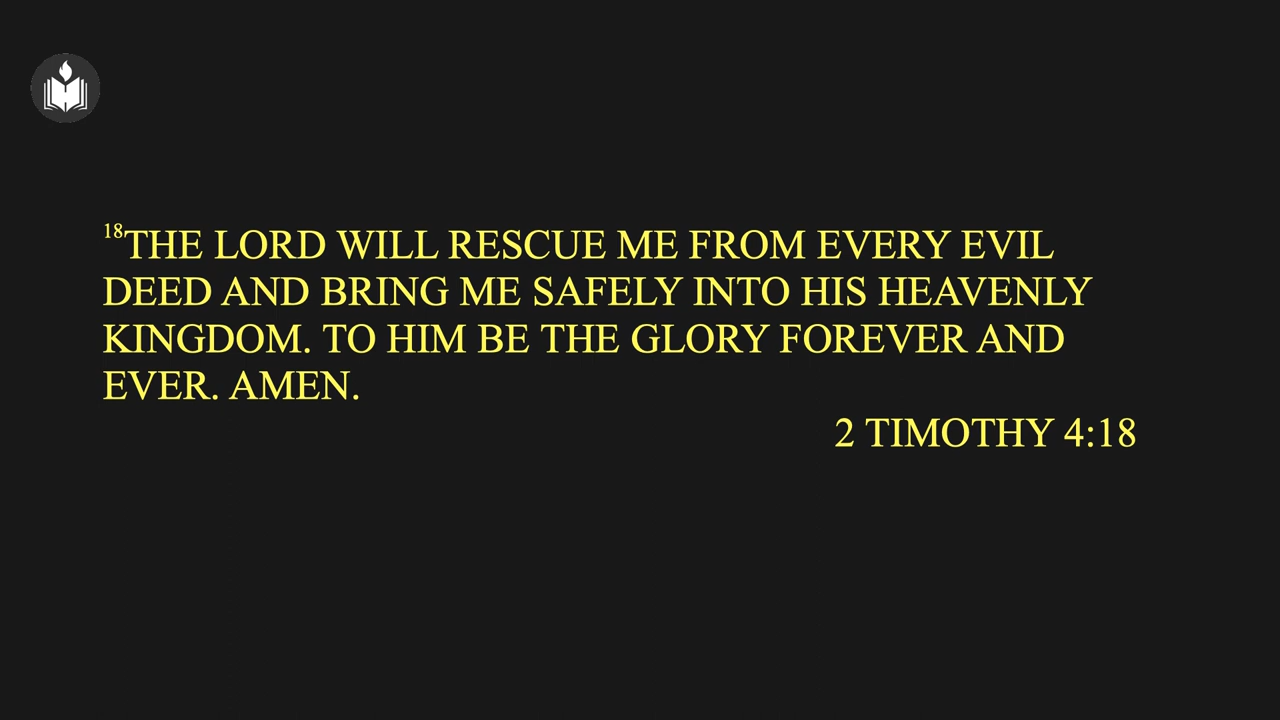 18THE LORD WILL RESCUE ME FROM EVERY EVIL
DEED AND BRING ME SAFELY INTO HIS HEAVENLY
KINGDOM. TO HIM BE THE GLORY FOREVER AND
EVER. AMEN.
2 TIMOTHY 4:18